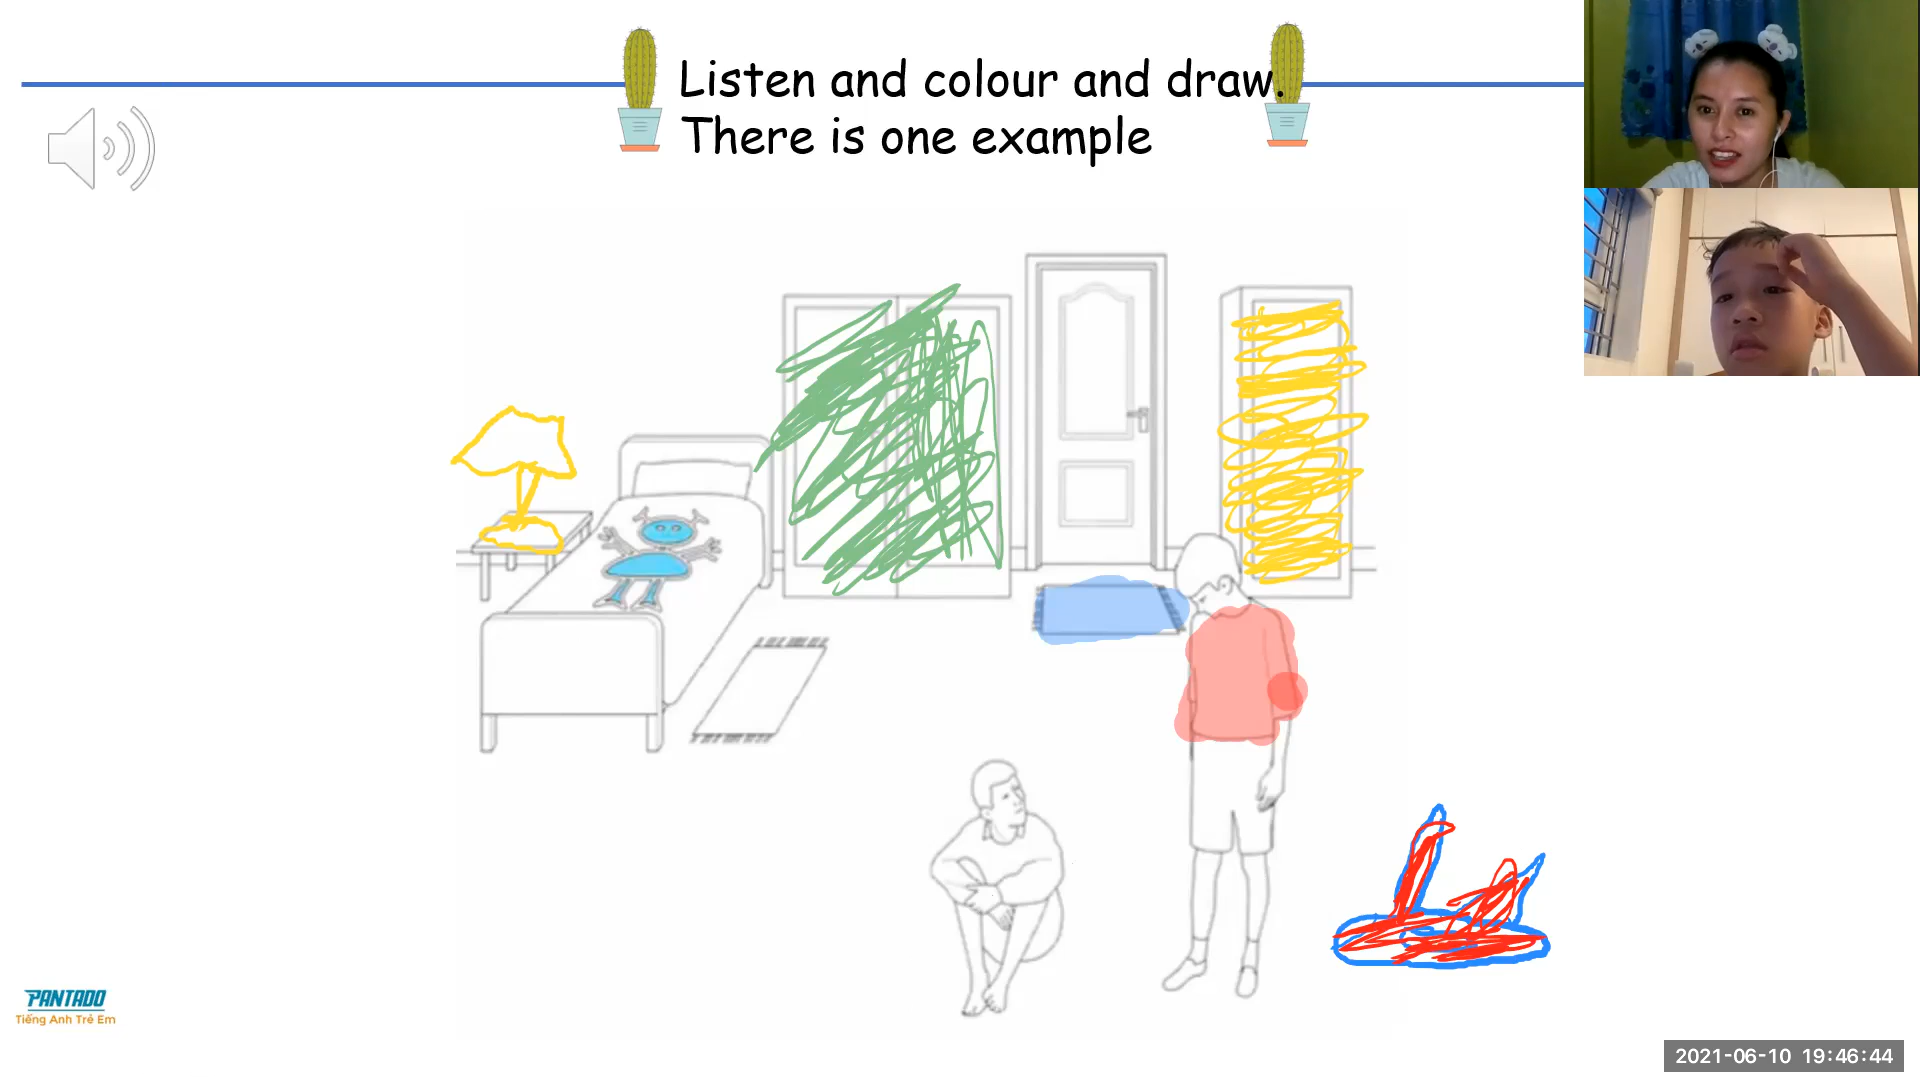 Listen and colour and draw.
There is one example
PANTADO
Tiếng Anh Trẻ Em
2021-06-10 19:46:44